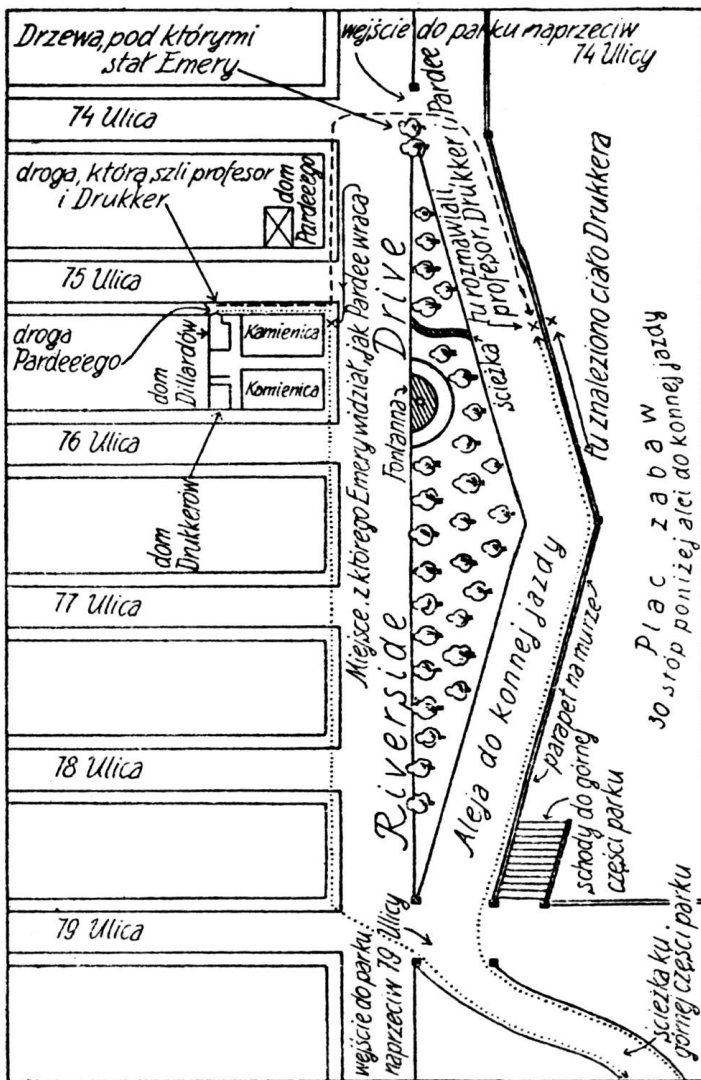 Drzewa, pod którymi
stał Emery
wejście do parku naprzeciw
74 Ulicy
74 Ulica
droga, którą szli profesor
i Drukker
dom
Pardee'ego
75 Ulica
droga
Pardee'ego
dom
Dillardów
Kamienica
Kamienica
76 Ulica
dom
Drukkerów
77 Ulica
78 Ulica
79 Ulica
Miejsce, z którego Emery widział, jak Pardee wraca
Riverside Drive
Fontanna
ścieżka
tu rozmawiali
profesor, Drukker i Pardee
tu znaleziono ciało Drukkera
Plac zabaw
30 stóp poniżej alei do konnej jazdy
Aleja do konnej jazdy
parapet na murze
schody do górnej
części parku
wejście do parku
naprzeciw 79 Ulicy
ścieżka ku
górnej części parku